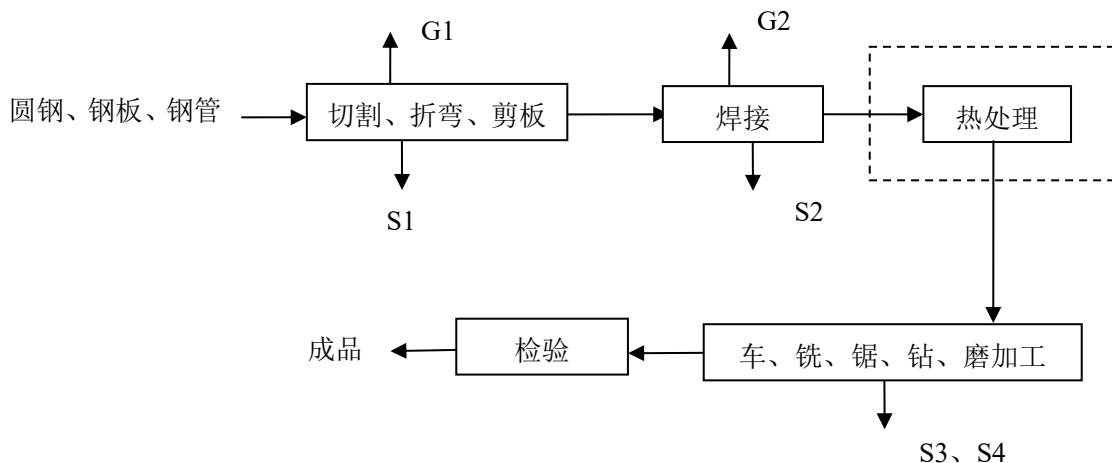 G1
G2
圆钢、钢板、钢管
切割、折弯、剪板
焊接
热处理
S1
S2
成品
检验
车、铣、锯、钻、磨加工
S3、S4